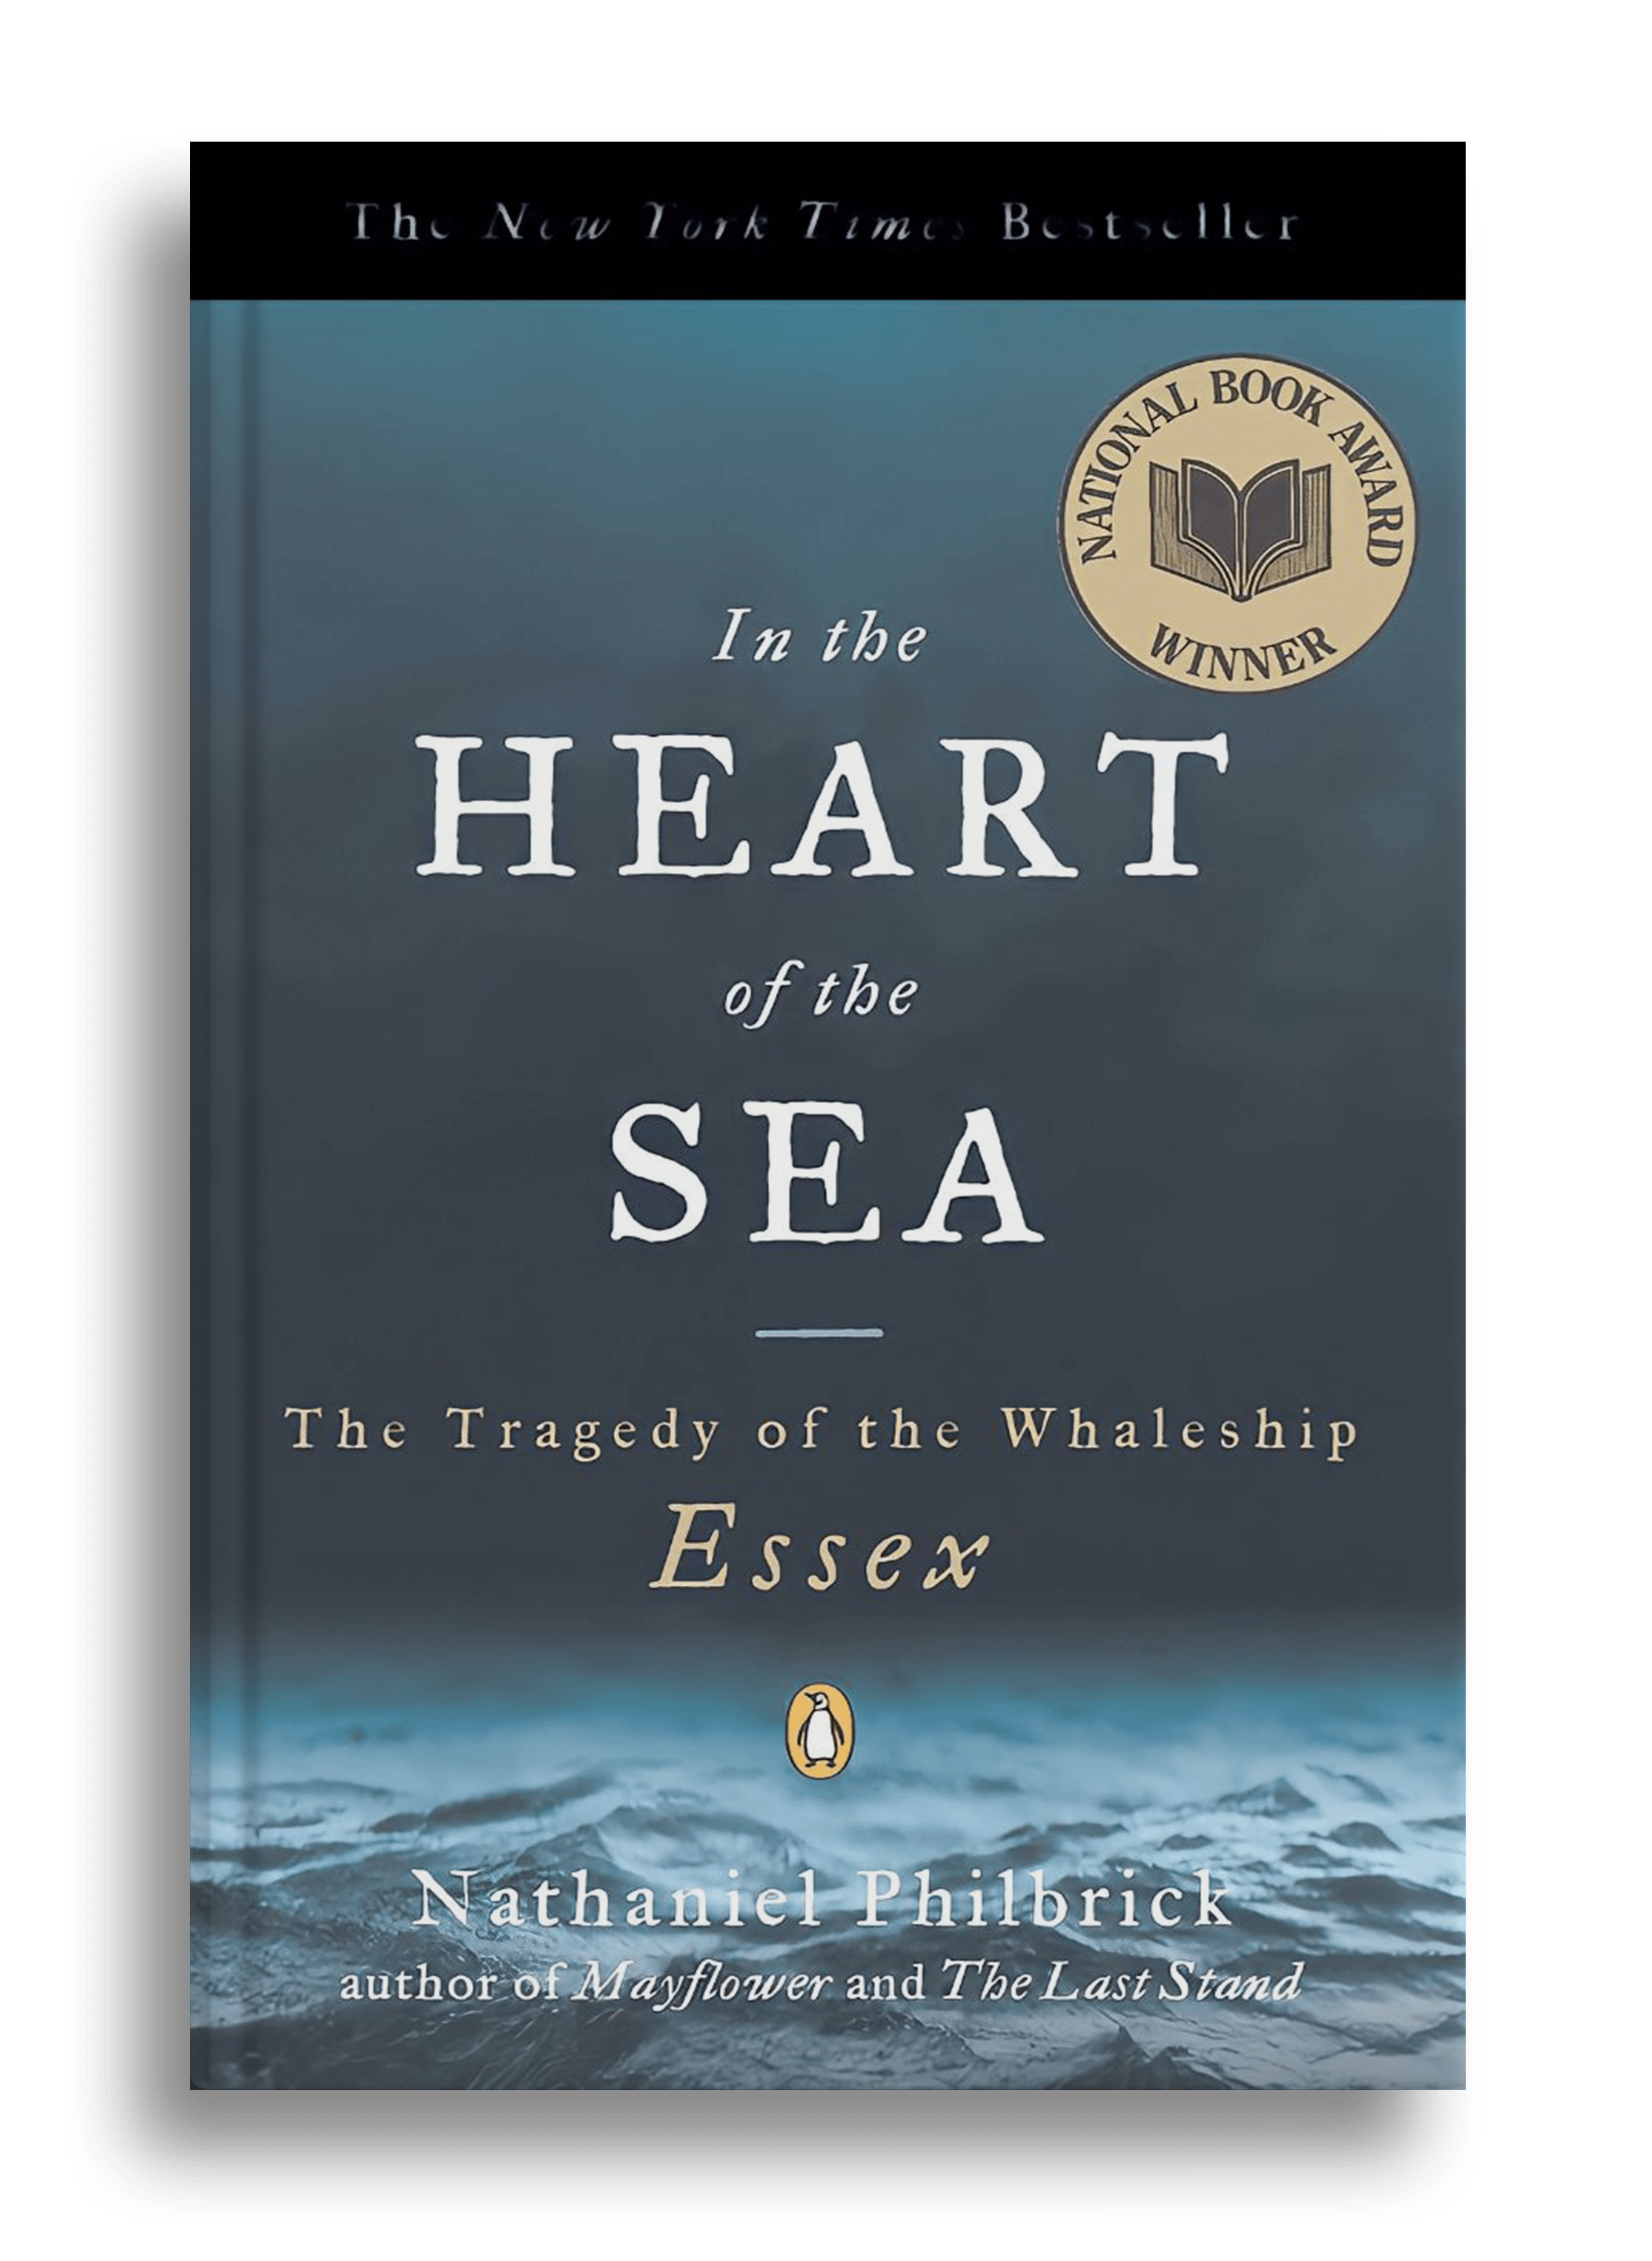 The New York Times Bestseller
NATIONAL BOOK AWARD
WINNER
In the
HEART
of the
SEA
The Tragedy of the Whaleship
Essex
Nathaniel Philbrick
author of Mayflower and The Last Stand